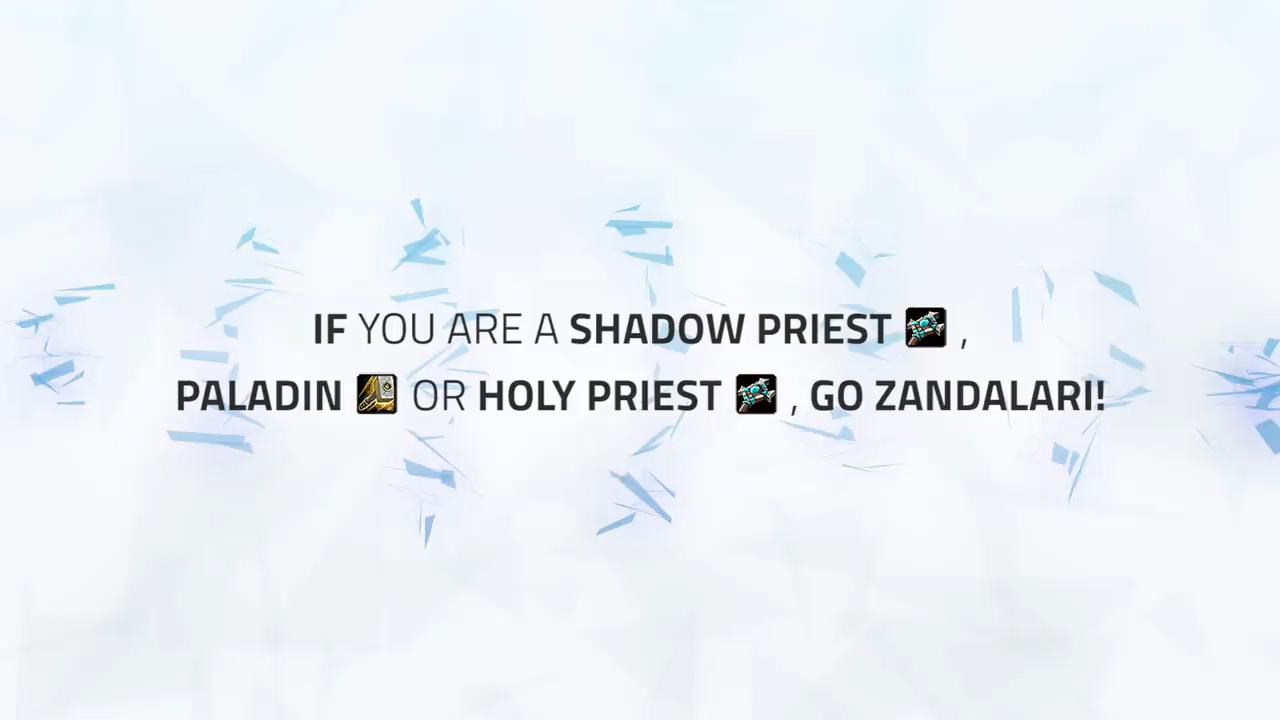 IF YOU ARE A SHADOW PRIEST ,
PALADIN OR HOLY PRIEST , GO ZANDALARI!